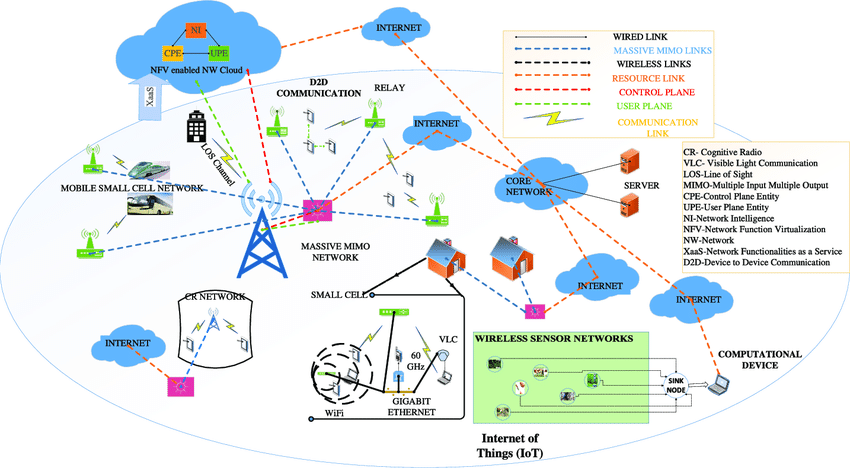 NI
CPE
UPE
NFV enabled NW Cloud
XaaS
INTERNET
WIRED LINK
MASSIVE MIMO LINKS
WIRELESS LINKS
RESOURCE LINK
CONTROL PLANE
USER PLANE
COMMUNICATION
LINK
D2D
COMMUNICATION
RELAY
INTERNET
LOS Channel
MOBILE SMALL CELL NETWORK
MASSIVE MIMO
NETWORK
CORE
NETWORK
SERVER
CR- Cognitive Radio
VLC- Visible Light Communication
LOS-Line of Sight
MIMO-Multiple Input Multiple Output
CPE-Control Plane Entity
UPE-User Plane Entity
NI-Network Intelligence
NFV-Network Function Virtualization
NW-Network
XaaS-Network Functionalities as a Service
D2D-Device to Device Communication
SMALL CELL
INTERNET
INTERNET
CR NETWORK
INTERNET
VLC
60
GHz
WiFi
GIGABIT
ETHERNET
WIRELESS SENSOR NETWORKS
SINK
NODE
COMPUTATIONAL
DEVICE
Internet of
Things (IoT)